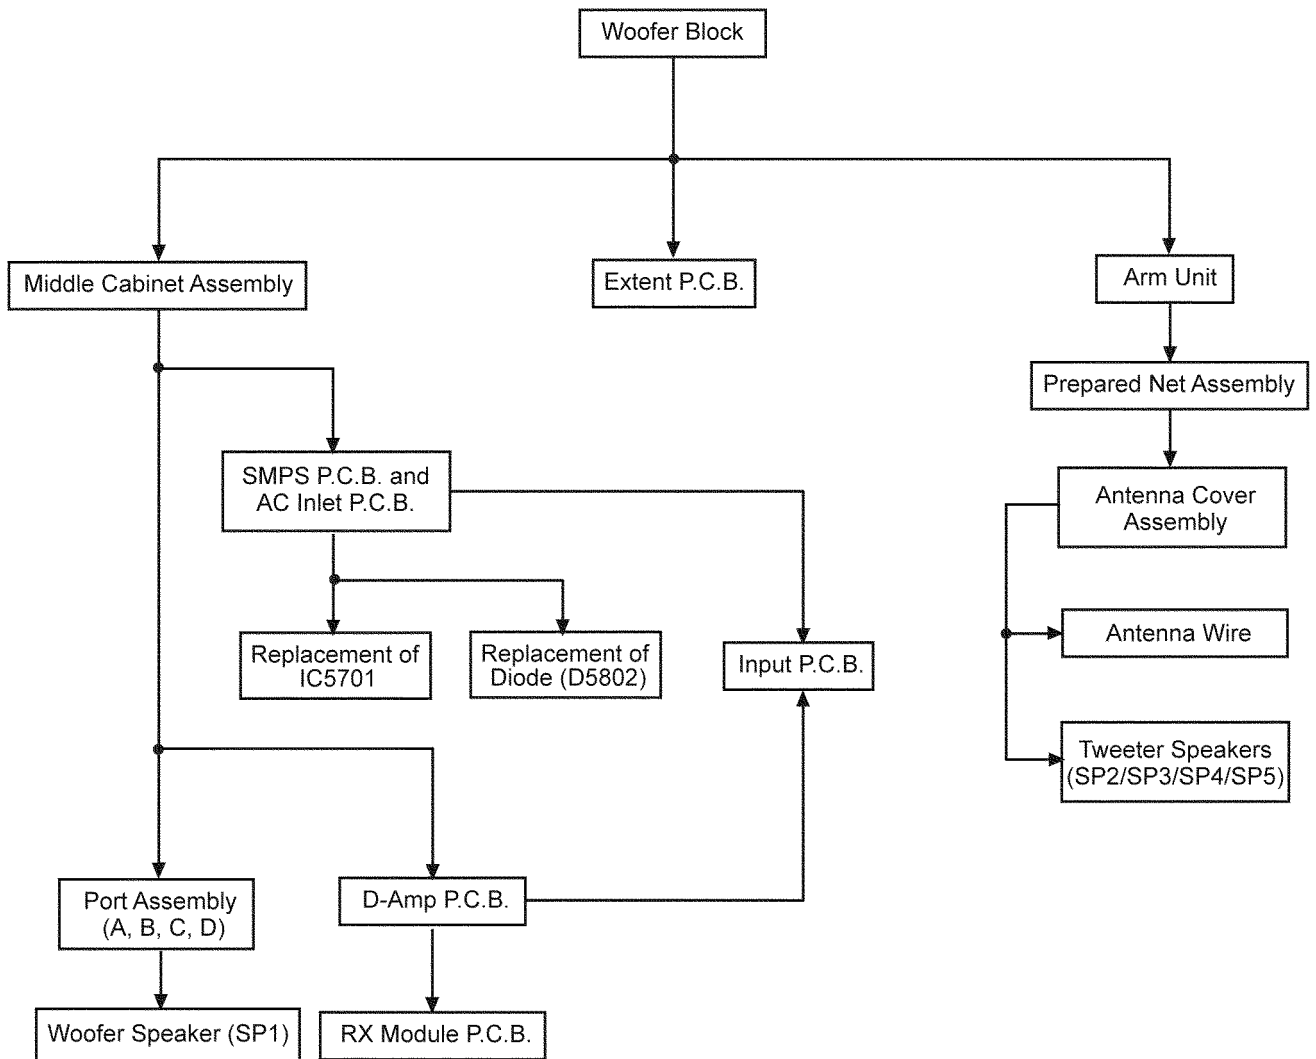 Woofer Block
Middle Cabinet Assembly
Extent P.C.B.
Arm Unit
Prepared Net Assembly
SMPS P.C.B. and
AC Inlet P.C.B.
Antenna Cover
Assembly
Replacement of
IC5701
Replacement of
Diode (D5802)
Input P.C.B.
Antenna Wire
Tweeter Speakers
(SP2/SP3/SP4/SP5)
Port Assembly
(A, B, C, D)
D-Amp P.C.B.
Woofer Speaker (SP1)
RX Module P.C.B.